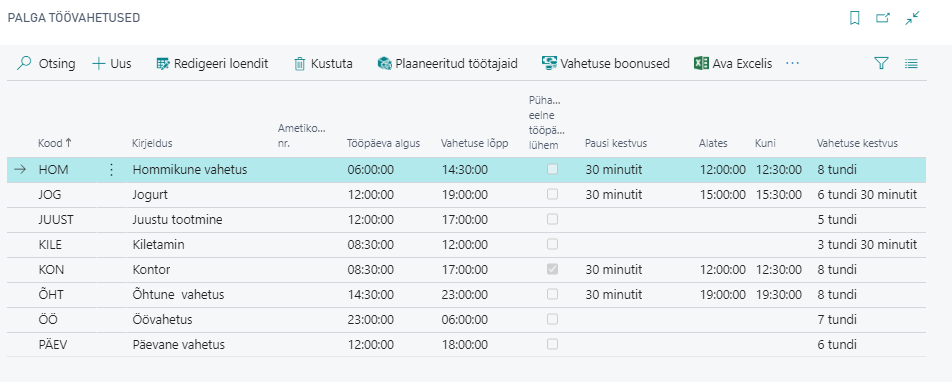 PALGA TÖÖVAHETUSED
Otsing Uus Redigeeri loendit Kustuta Plaaneeritud töötajaid Vahetuse boonused Ava Excelis ···
Kood ↑ Kirjeldus Ametiko... nr. Tööpäeva algus Vahetuse lõpp Püha... eelne tööpä... lühem Pausi kestvus Alates Kuni Vahetuse kestvus
HOM Hommikune vahetus 06:00:00 14:30:00 30 minutit 12:00:00 12:30:00 8 tundi
JOG Jogurt 12:00:00 19:00:00 30 minutit 15:00:00 15:30:00 6 tundi 30 minutit
JUUST Juustu tootmine 12:00:00 17:00:00 5 tundi
KILE Kiletamin 08:30:00 12:00:00 3 tundi 30 minutit
KON Kontor 08:30:00 17:00:00 30 minutit 12:00:00 12:30:00 8 tundi
ÕHT Õhtune vahetus 14:30:00 23:00:00 30 minutit 19:00:00 19:30:00 8 tundi
ÖÖ Öövahetus 23:00:00 06:00:00 7 tundi
PÄEV Päevane vahetus 12:00:00 18:00:00 6 tundi